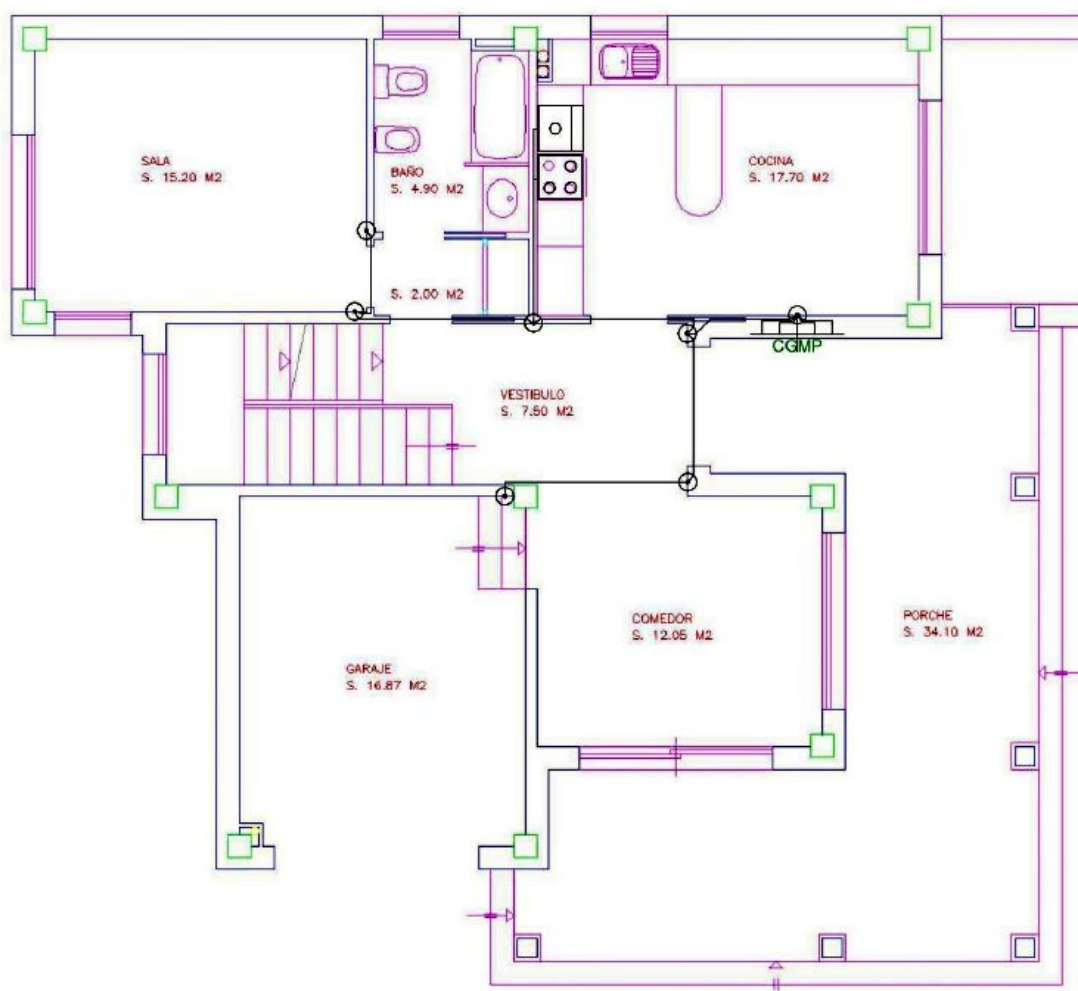 SALA
S. 15.20 M2
BAÑO
S. 4.90 M2
COCINA
S. 17.70 M2
S. 2.00 M2
CGMP
VESTIBULO
S. 7.50 M2
COMEDOR
S. 12.05 M2
PORCHE
S. 34.10 M2
GARAJE
S. 16.87 M2